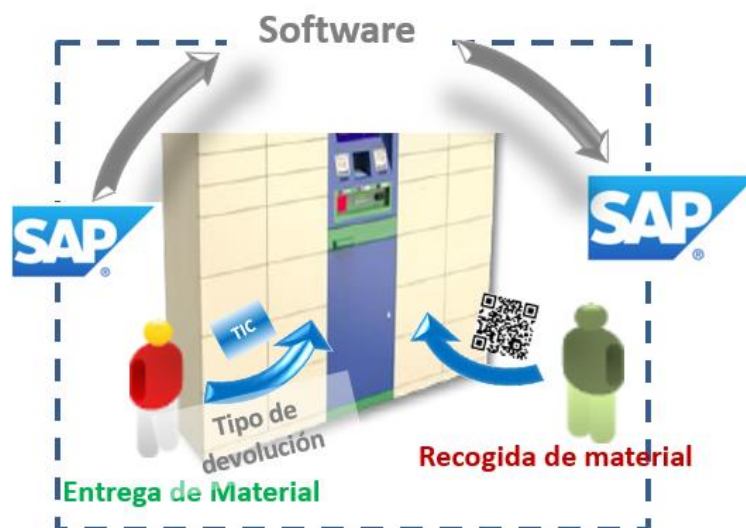 Software
SAP
®
SAP
®
TIC
Tipo de
devolución
Entrega de Material
Recogida de material